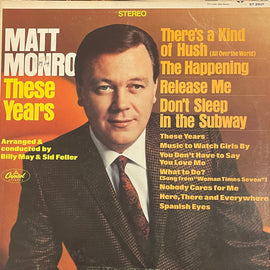 STEREO
MATT
MONRO
These
Years
Arranged &
conducted by
Billy May & Sid Feller
Capitol
There's a Kind
of Hush (All Over the World)
The Happening
Release Me
Don't Sleep
in the Subway
These Years
Music to Watch Girls By
You Don't Have to Say
You Love Me
What to Do?
(Song from "Woman Times Seven")
Nobody Cares for Me
Here, There and Everywhere
Spanish Eyes